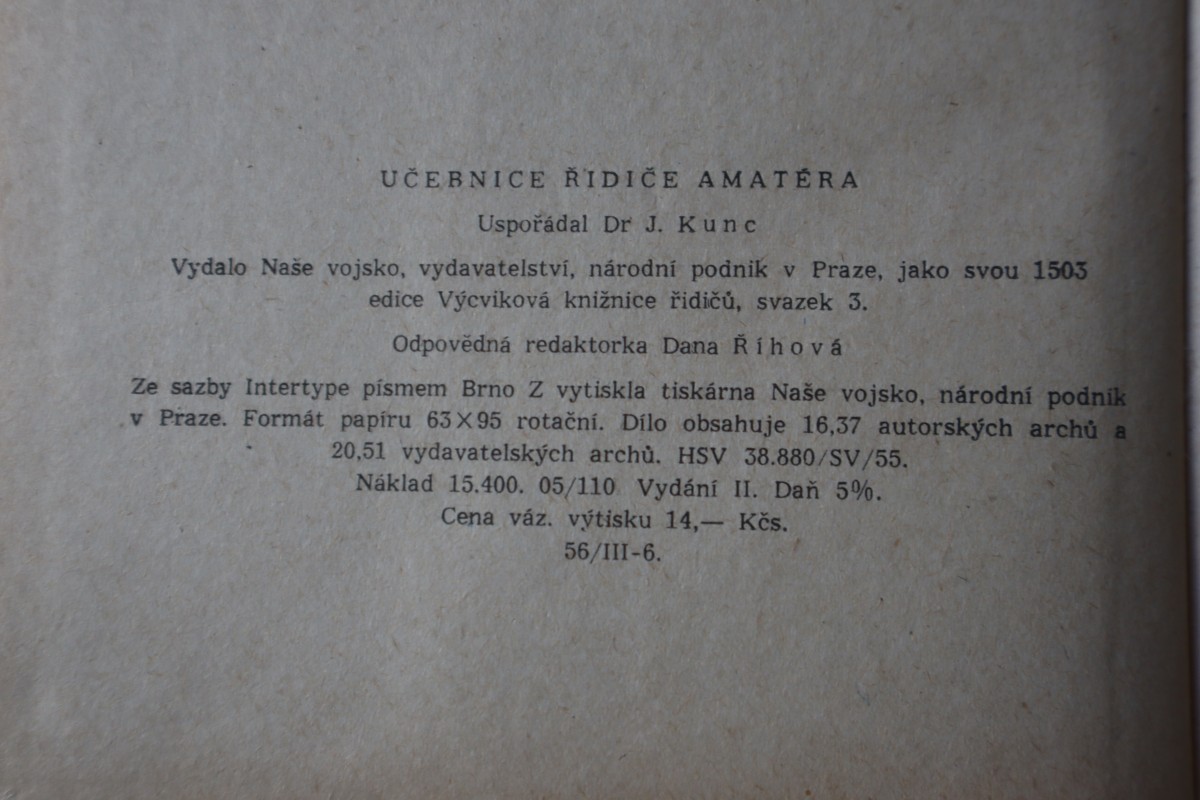 UČEBNICE ŘIDIČE AMATÉRA
Uspořádal Dr J. Kunc
Vydalo Naše vojsko, vydavatelství, národní podnik v Praze, jako svou 1503
edice Výcviková knižnice řidičů, svazek 3.
Odpovědná redaktorka Dana Říhová
Ze sazby Intertype písmem Brno Z vytiskla tiskárna Naše vojsko, národní podnik
v Praze. Formát papíru 63×95 rotační. Dílo obsahuje 16,37 autorských archů a
20,51 vydavatelských archů. HSV 38.880/SV/55.
Náklad 15.400. 05/110 Vydání II. Daň 5%.
Cena váz. výtisku 14,— Kčs.
56/III-6.